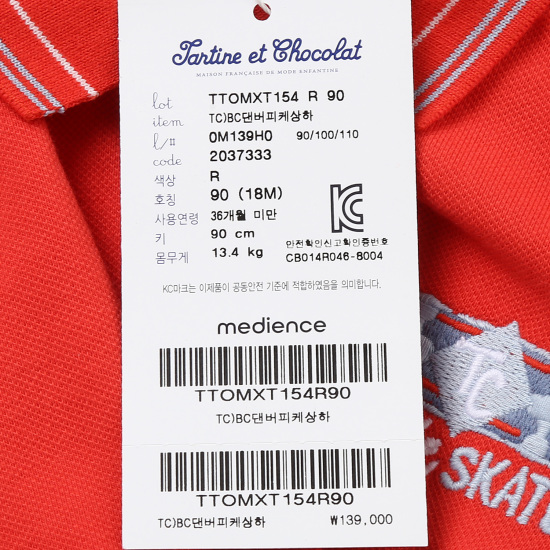 Tartine et Chocolat
MAISON FRANÇAISE DE MODE ENFANTINE
lot TTOMXT154 R 90
item TC)BC댄버피케상하
l/# 0M139H0 90/100/110
code 2037333
색상 R
호칭 90 (18M)
사용연령 36개월 미만
키 90 cm
몸무게 13.4 kg
안전확인신고확인증번호
CB014R046-8004
KC마크는 이제품이 공통안전 기준에 적합하였음을 의미합니다.
medience
TTOMXT154R90
TC)BC댄버피케상하
TTOMXT154R90
TC)BC댄버피케상하 ₩139,000
TC
SKAT